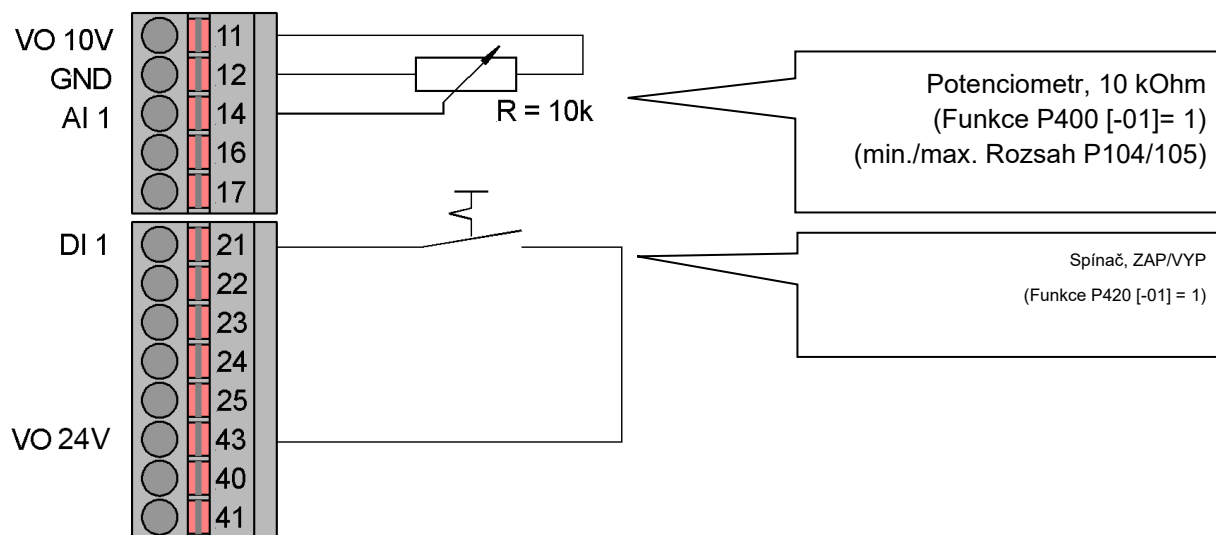 VO 10V 11
GND 12
AI 1 14
16
17
R = 10k
Potenciometr, 10 kOhm
(Funkce P400 [-01]= 1)
(min./max. Rozsah P104/105)
DI 1 21
22
23
24
25
VO 24V 43
40
41
Spínač, ZAP/VYP
(Funkce P420 [-01] = 1)